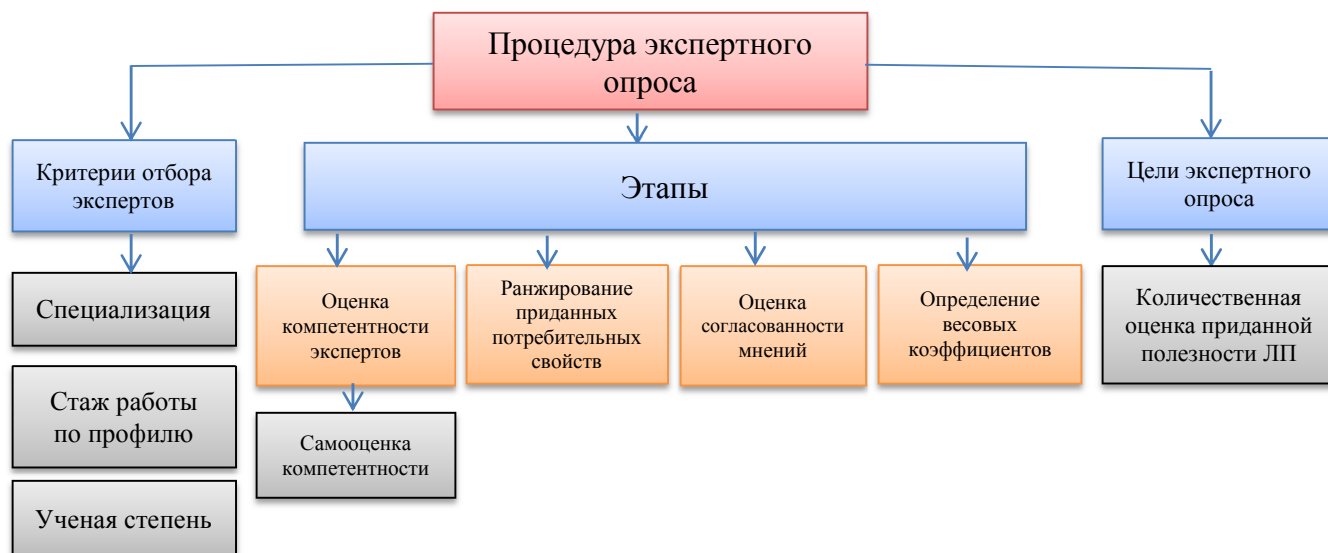 Процедура экспертного
опроса
Критерии отбора
экспертов
Этапы
Цели экспертного
опроса
Специализация
Стаж работы
по профилю
Ученая степень
Оценка
компетентности
экспертов
Самооценка
компетентности
Ранжирование
приданных
потребительных
свойств
Оценка
согласованности
мнений
Определение
весовых
коэффициентов
Количественная
оценка приданной
полезности ЛП